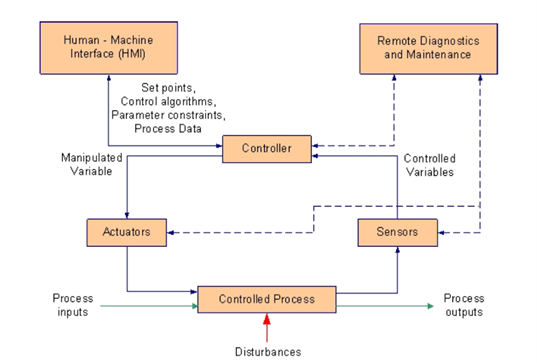 Human - Machine
Interface (HMI)
Remote Diagnostics
and Maintenance
Set points,
Control algorithms,
Parameter constraints,
Process Data
Controller
Manipulated
Variable
Controlled
Variables
Actuators
Sensors
Process
inputs
Controlled Process
Process
outputs
Disturbances